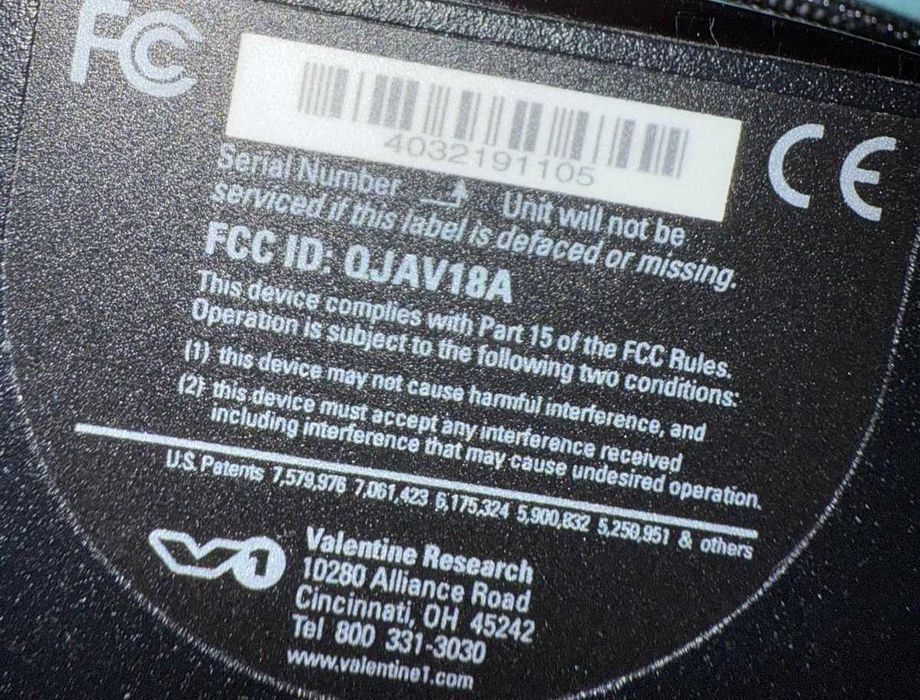 FC
CE
4032191105
Serial Number Unit will not be
serviced if this label is defaced or missing.
FCC ID: QJAV18A
This device complies with Part 15 of the FCC Rules.
Operation is subject to the following two conditions:
(1) this device may not cause harmful interference, and
(2) this device must accept any interference received
including interference that may cause undesired operation.
U.S. Patents 7,579,976 7,061,423 6,175,324 5,900,832 5,250,951 & others
V1
Valentine Research
10280 Alliance Road
Cincinnati, OH 45242
Tel 800 331-3030
www.valentine1.com